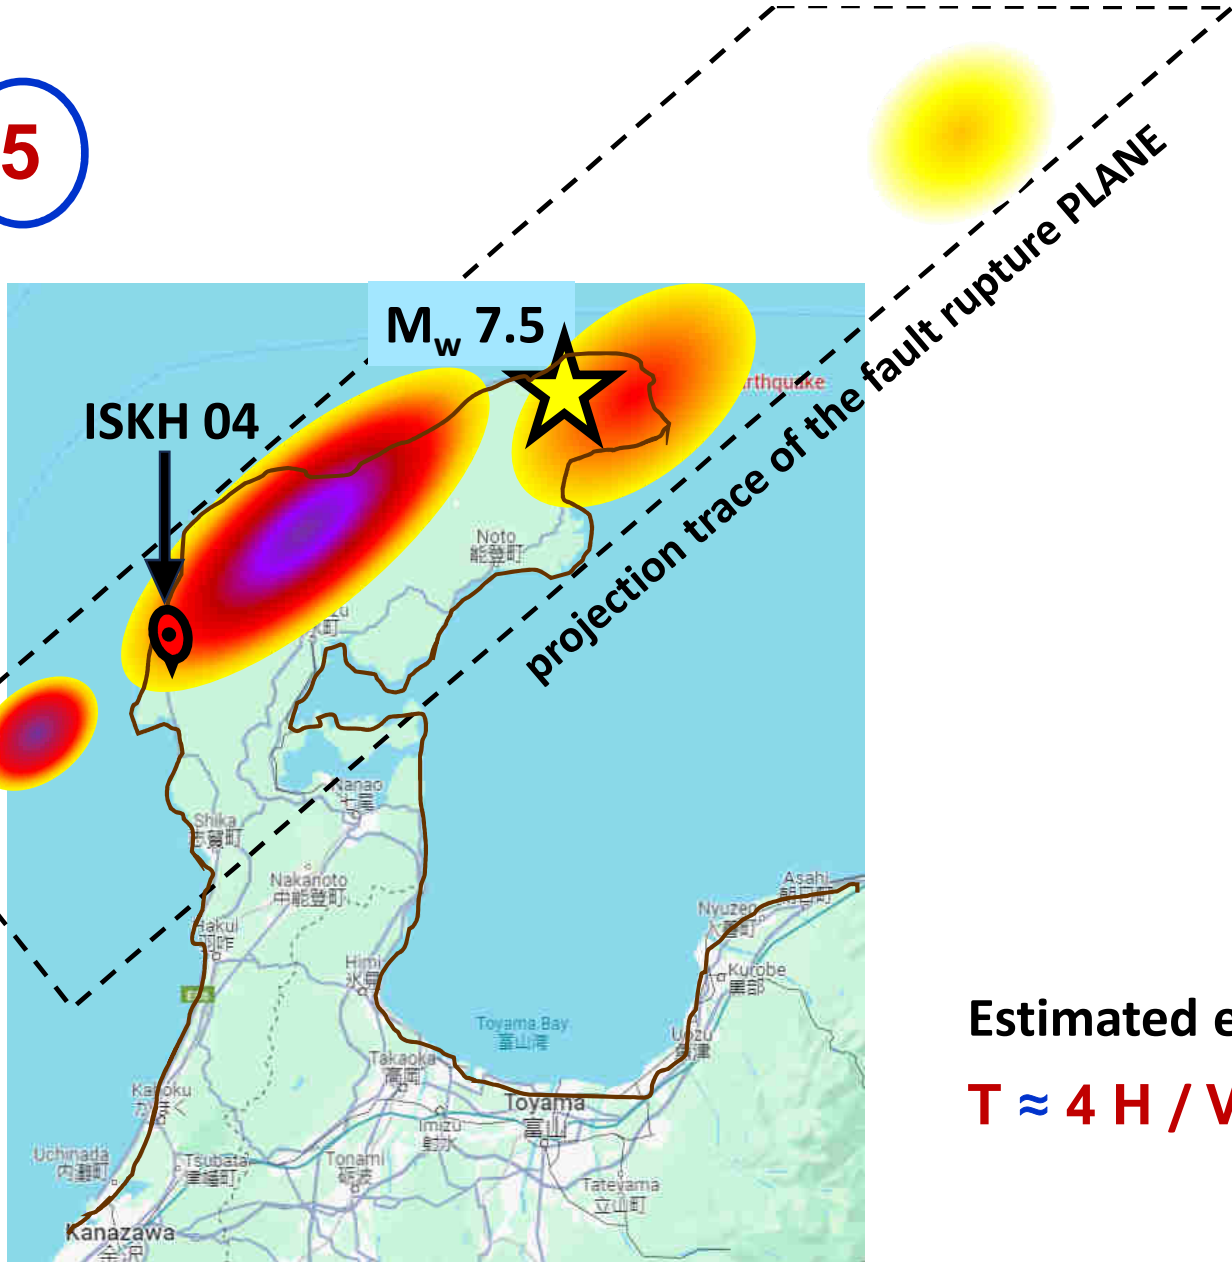 5
projection trace of the fault rupture PLANE
Mw 7.5
rthquake
ISKH 04
Noto
能登町
町
Nanao
七尾
Shika
志賀町
Nakanoto
中能登町
Asahi
朝日町
Nyuzen
入善町
Hakui
羽咋
Himi
氷見
Kurobe
黒部
Toyama Bay
富山湾
Uozu
魚津
Estimated e
Takaoka
高岡
Kahoku
かほく
Toyama
富山
T ≈ 4 H / V
Imizu
射水
Uchinada
内灘町
Tsubata
津幡町
Tonami
砺波
Tateyama
立山町
Kanazawa
金沢